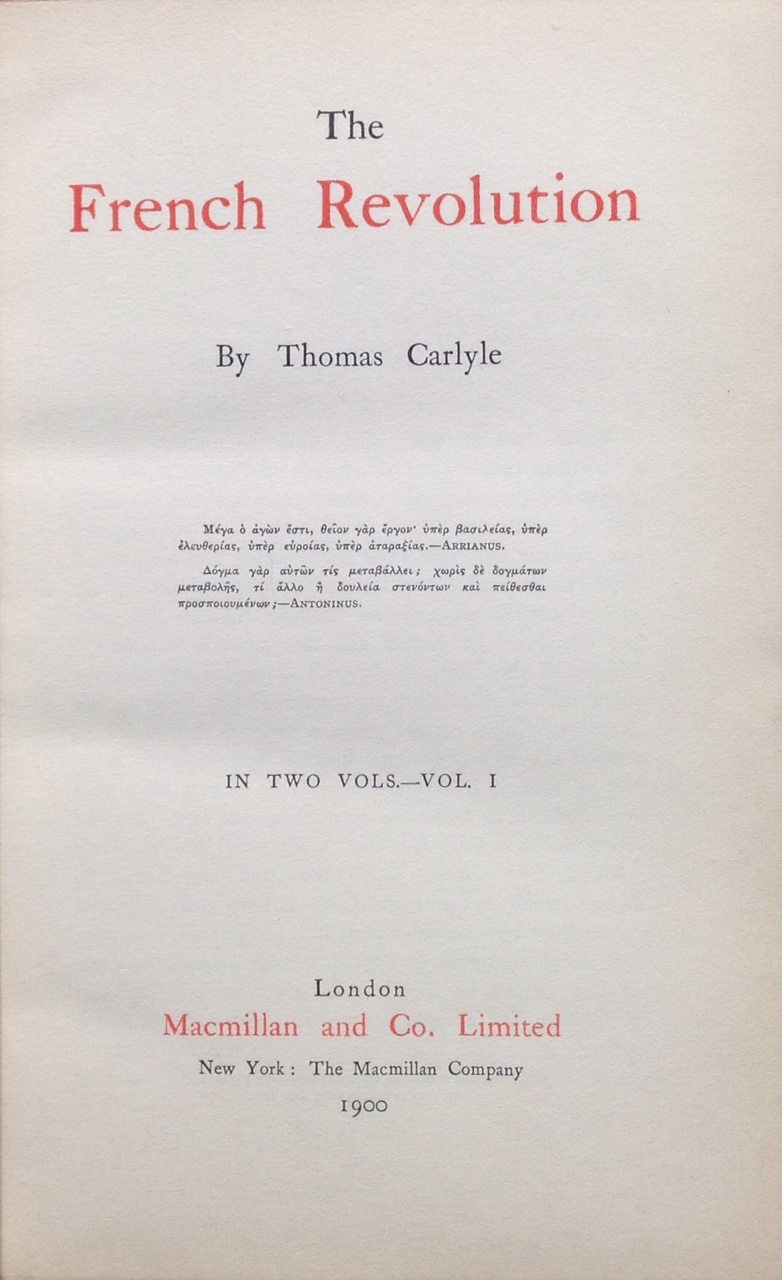 The
French Revolution
By Thomas Carlyle
Μέγα ὁ ἀγὼν ἔστι, θεῖον γὰρ ἔργον· ὑπὲρ βασιλείας, ὑπὲρ
ἐλευθερίας, ὑπὲρ εὐροίας, ὑπὲρ ἀταραξίας.—ARRIANUS.
Δόγμα γὰρ αὐτῶν τίς μεταβάλλει; χωρὶς δὲ δογμάτων
μεταβολῆς, τί ἄλλο ἢ δουλεία στενόντων καὶ πείθεσθαι
προσποιουμένων;—ANTONINUS.
IN TWO VOLS.—VOL. I
London
Macmillan and Co. Limited
New York: The Macmillan Company
1900